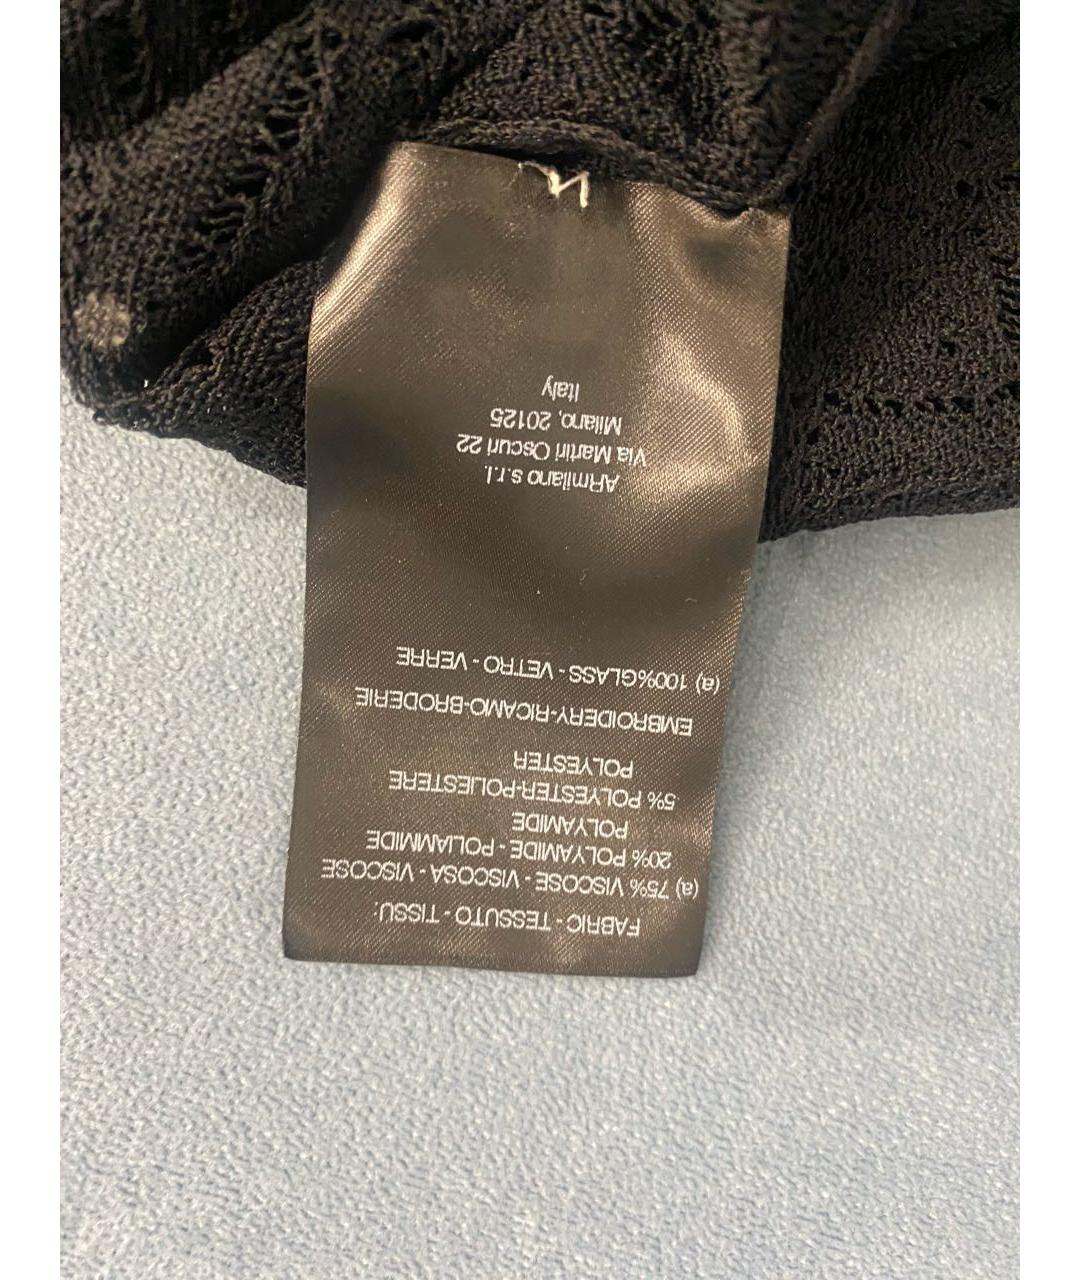 FABRIC - TESSUTO - TISSU:
(a) 75% VISCOSE - VISCOSA - VISCOSE
20% POLYAMIDE - POLIAMMIDE
POLYAMIDE
5% POLYESTER-POLIESTERE
POLYESTER
EMBROIDERY-RICAMO-BRODERIE
(a) 100%GLASS - VETRO - VERRE
ARmilano s.r.l.
Via Martiri Oscuri 22
Milano, 20125
Italy